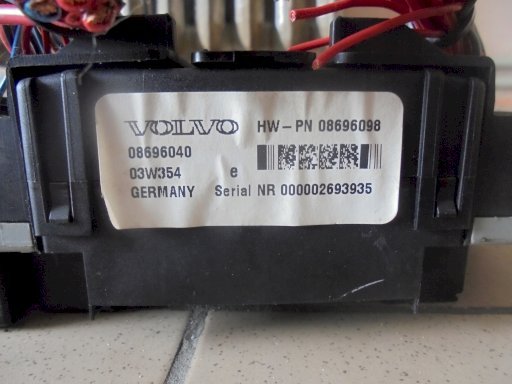 VOLVO HW-PN 08696098
08696040
03W354 e
GERMANY Serial NR 000002693935